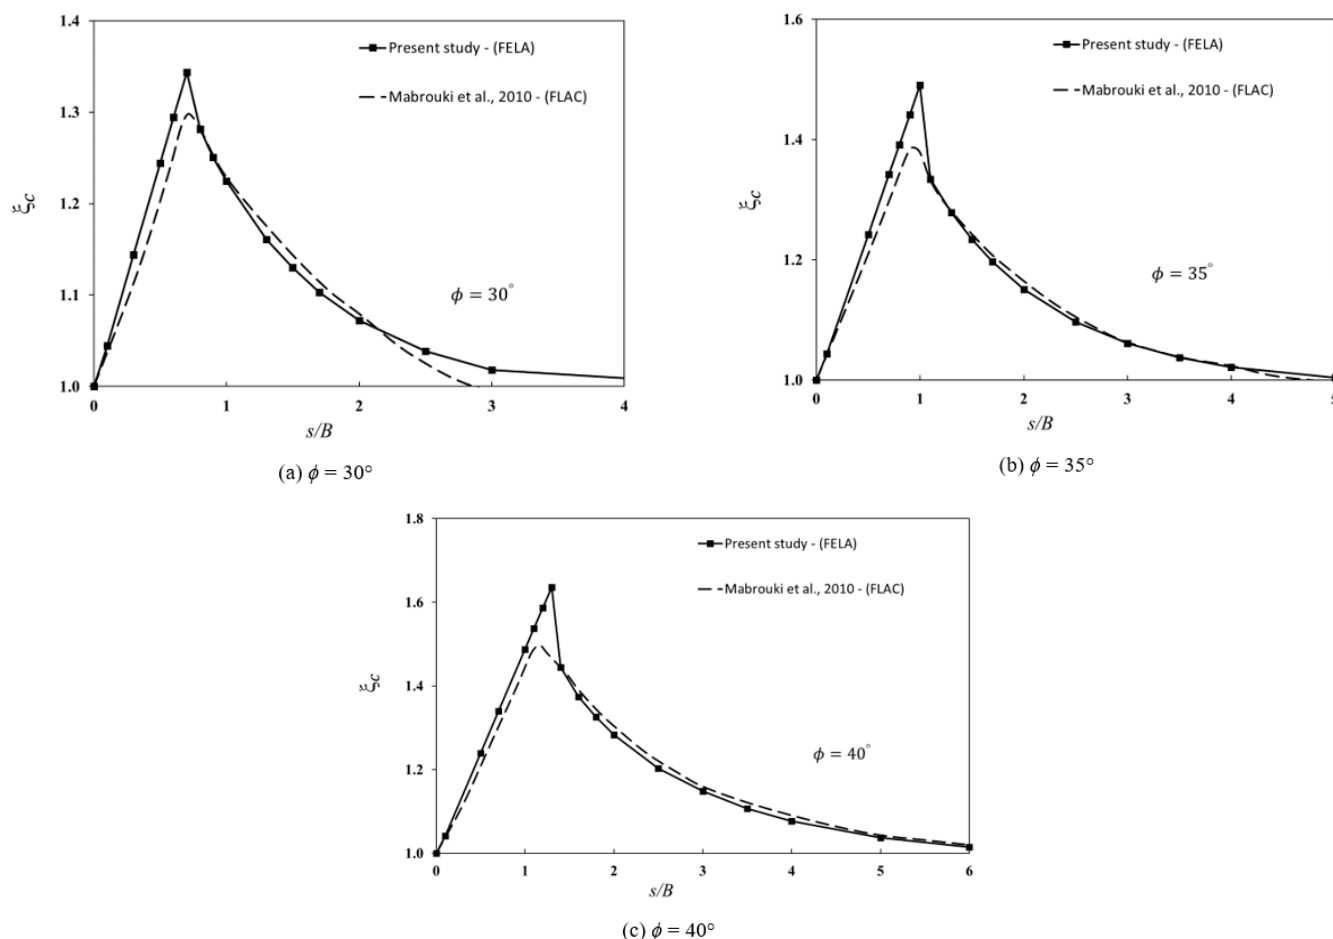 1.4
Present study - (FELA)
Mabrouki et al., 2010 - (FLAC)
1.3
ξc
1.2
1.1
ϕ = 30°
1.0
0 1 2 3 4
s/B
(a) ϕ = 30°
1.6
Present study - (FELA)
Mabrouki et al., 2010 - (FLAC)
1.4
ξc
1.2
ϕ = 35°
1.0
0 1 2 3 4 5
s/B
(b) ϕ = 35°
1.8
Present study - (FELA)
Mabrouki et al., 2010 - (FLAC)
1.6
1.4
ξc
1.2
ϕ = 40°
1.0
0 1 2 3 4 5 6
s/B
(c) ϕ = 40°